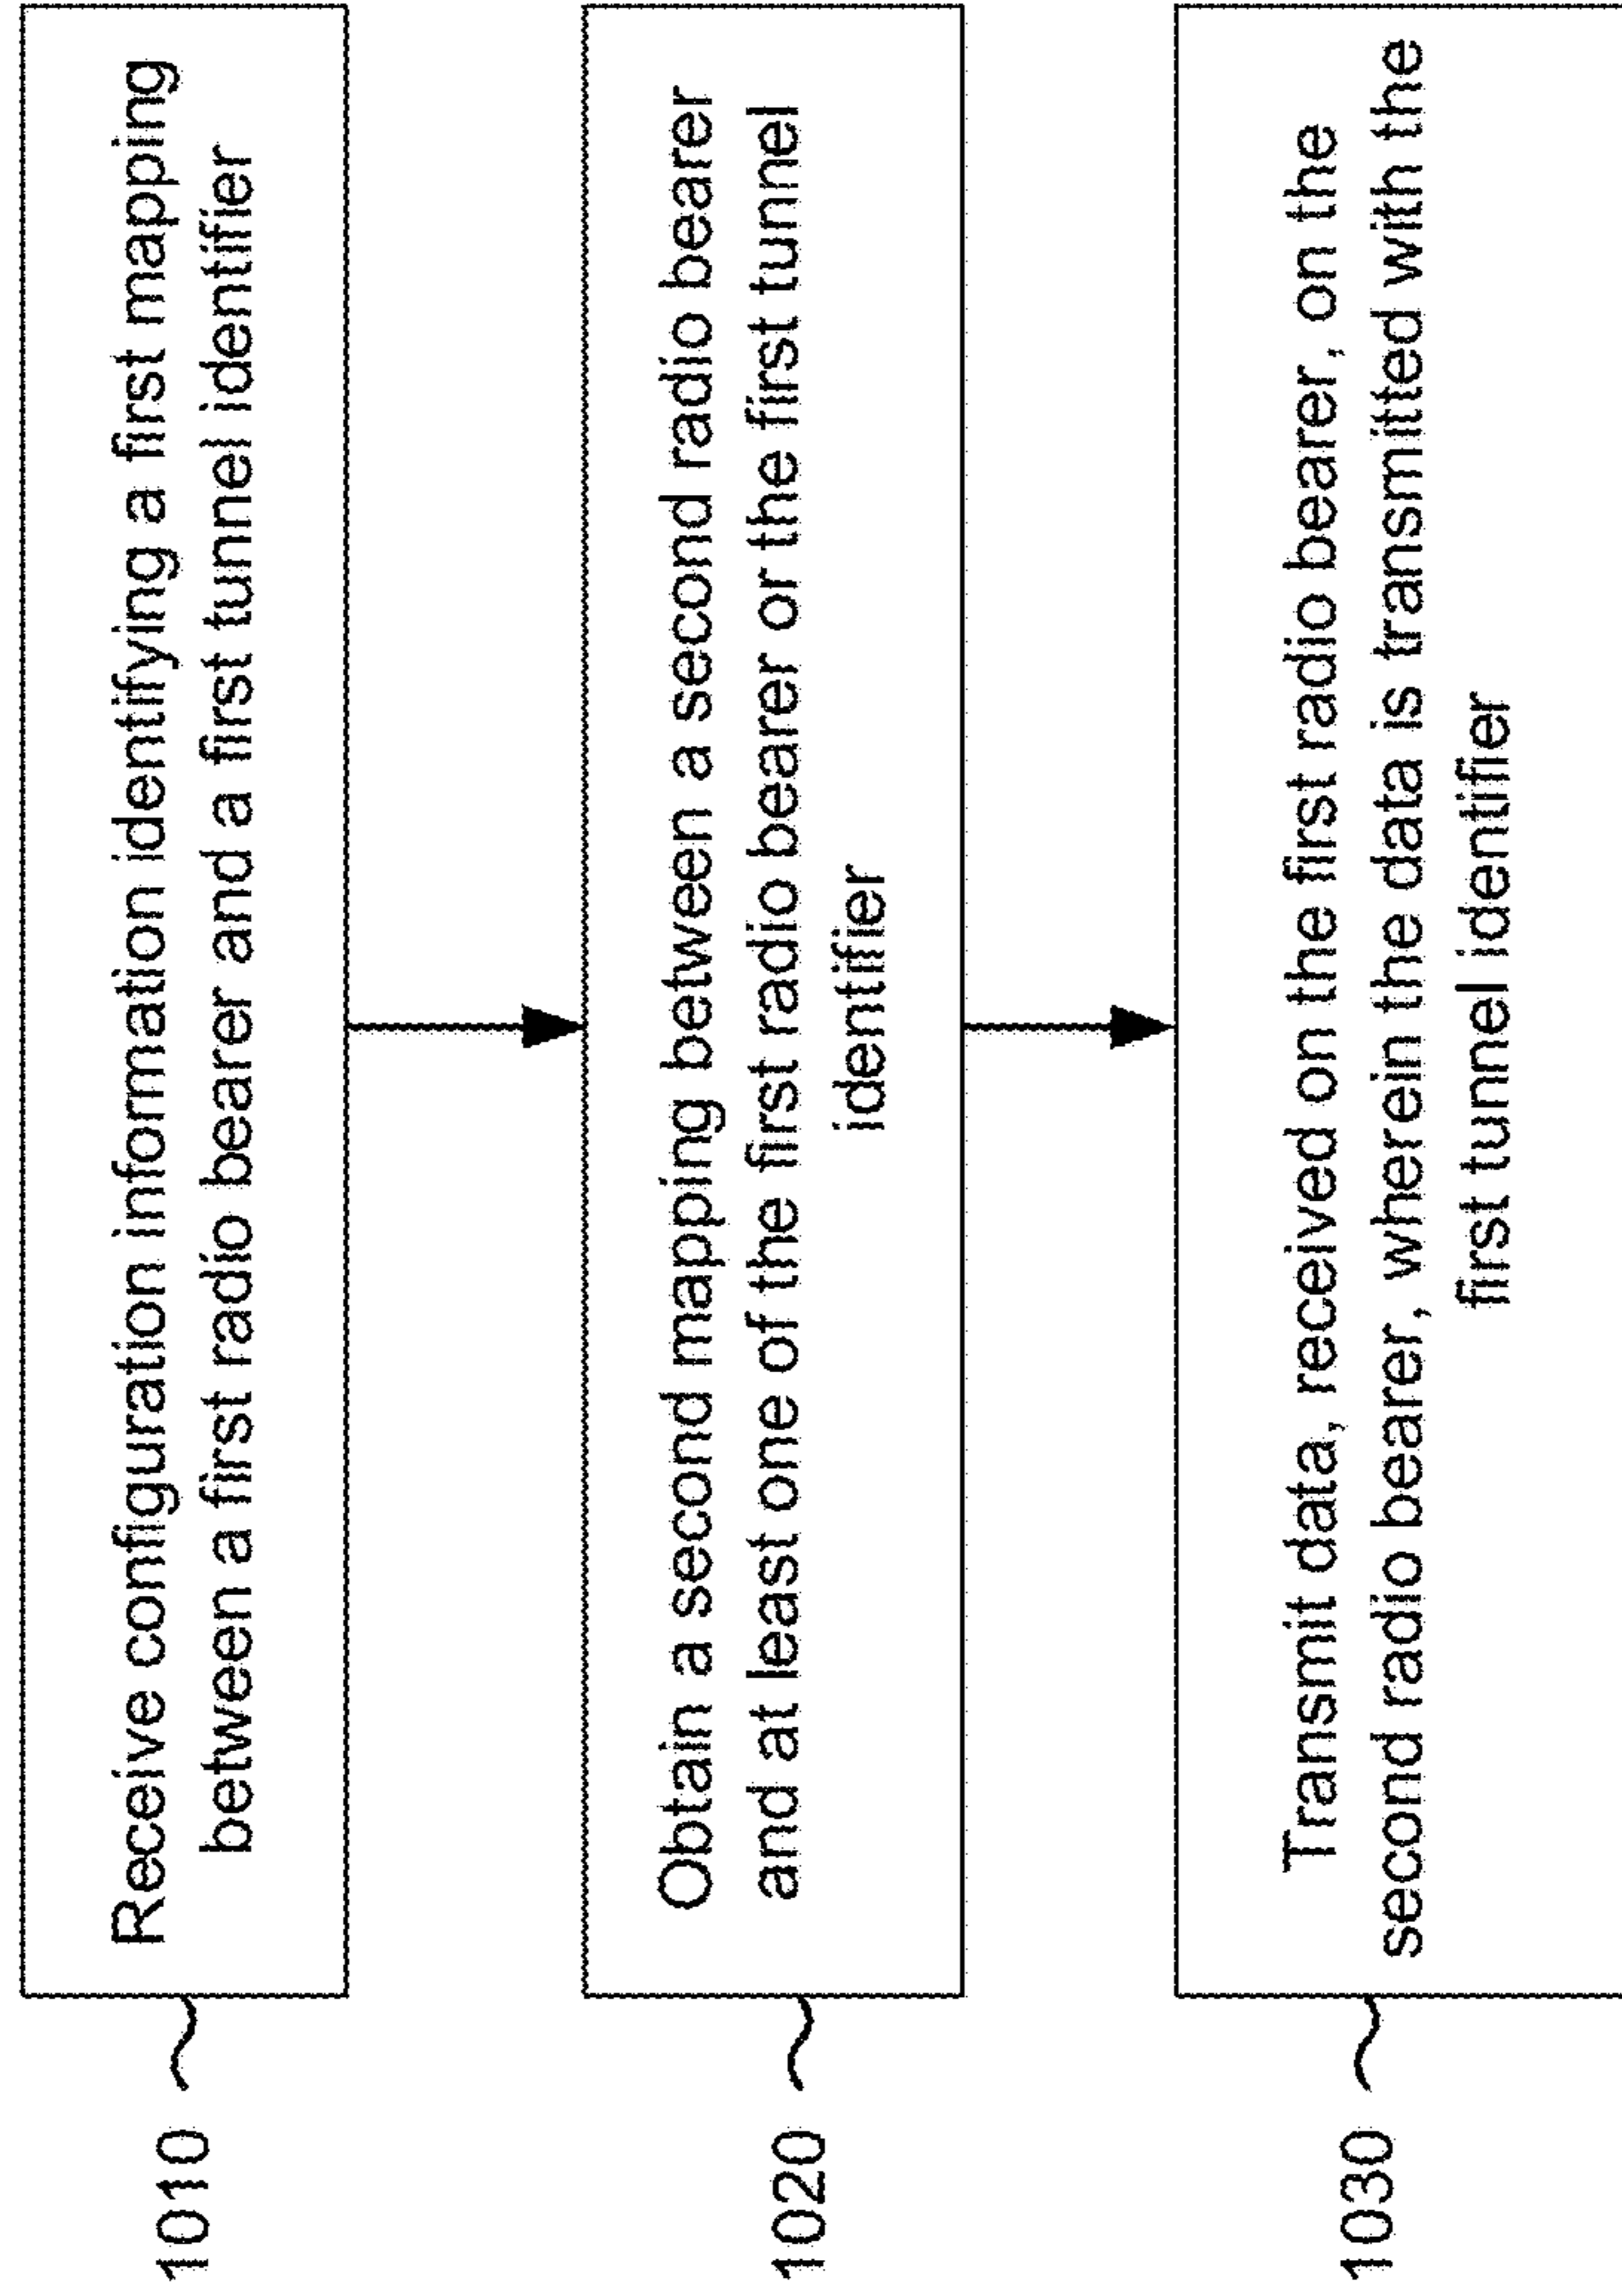 1010
Receive configuration information identifying a first mapping
between a first radio bearer and a first tunnel identifier
1020
Obtain a second mapping between a second radio bearer
and at least one of the first radio bearer or the first tunnel
identifier
1030
Transmit data, received on the first radio bearer, on the
second radio bearer, wherein the data is transmitted with the
first tunnel identifier